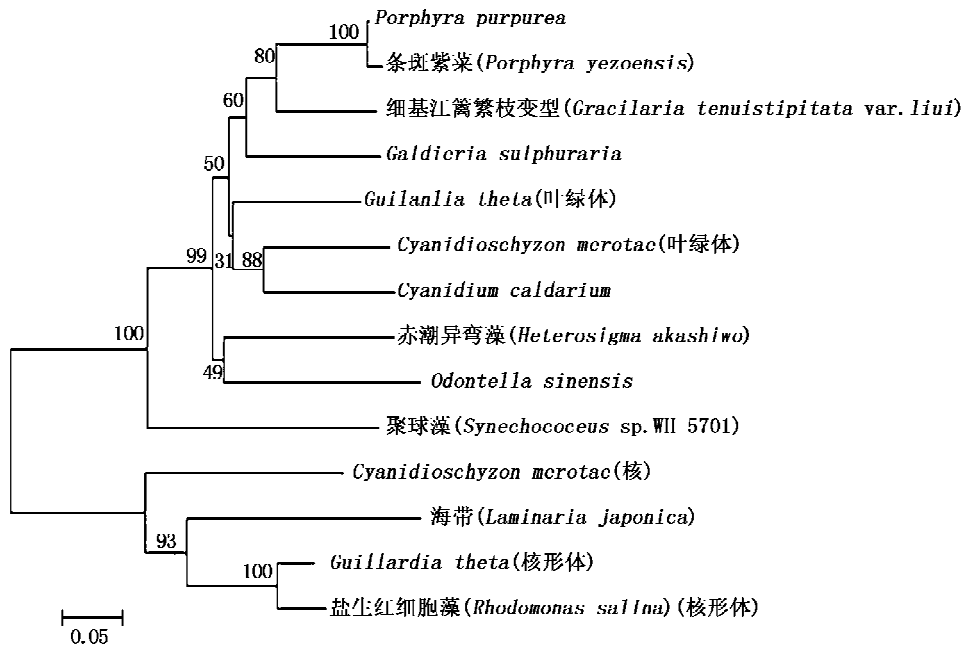 Porphyra purpurea
100
条斑紫菜(Porphyra yezoensis)
80
细基江篱繁枝变型(Gracilaria tenuistipitata var.liui)
60
Galdicria sulphuraria
50
Guilanlia theta(叶绿体)
Cyanidioschyzon mcrotac(叶绿体)
99
31
88
Cyanidium caldarium
赤潮异弯藻(Heterosigma akashiwo)
100
49
Odontella sinensis
聚球藻(Synechococeus sp.WII 5701)
Cyanidioschyzon mcrotac(核)
海带(Laminaria japonica)
93
Guillardia theta(核形体)
100
盐生红细胞藻(Rhodomonas salina)(核形体)
0.05